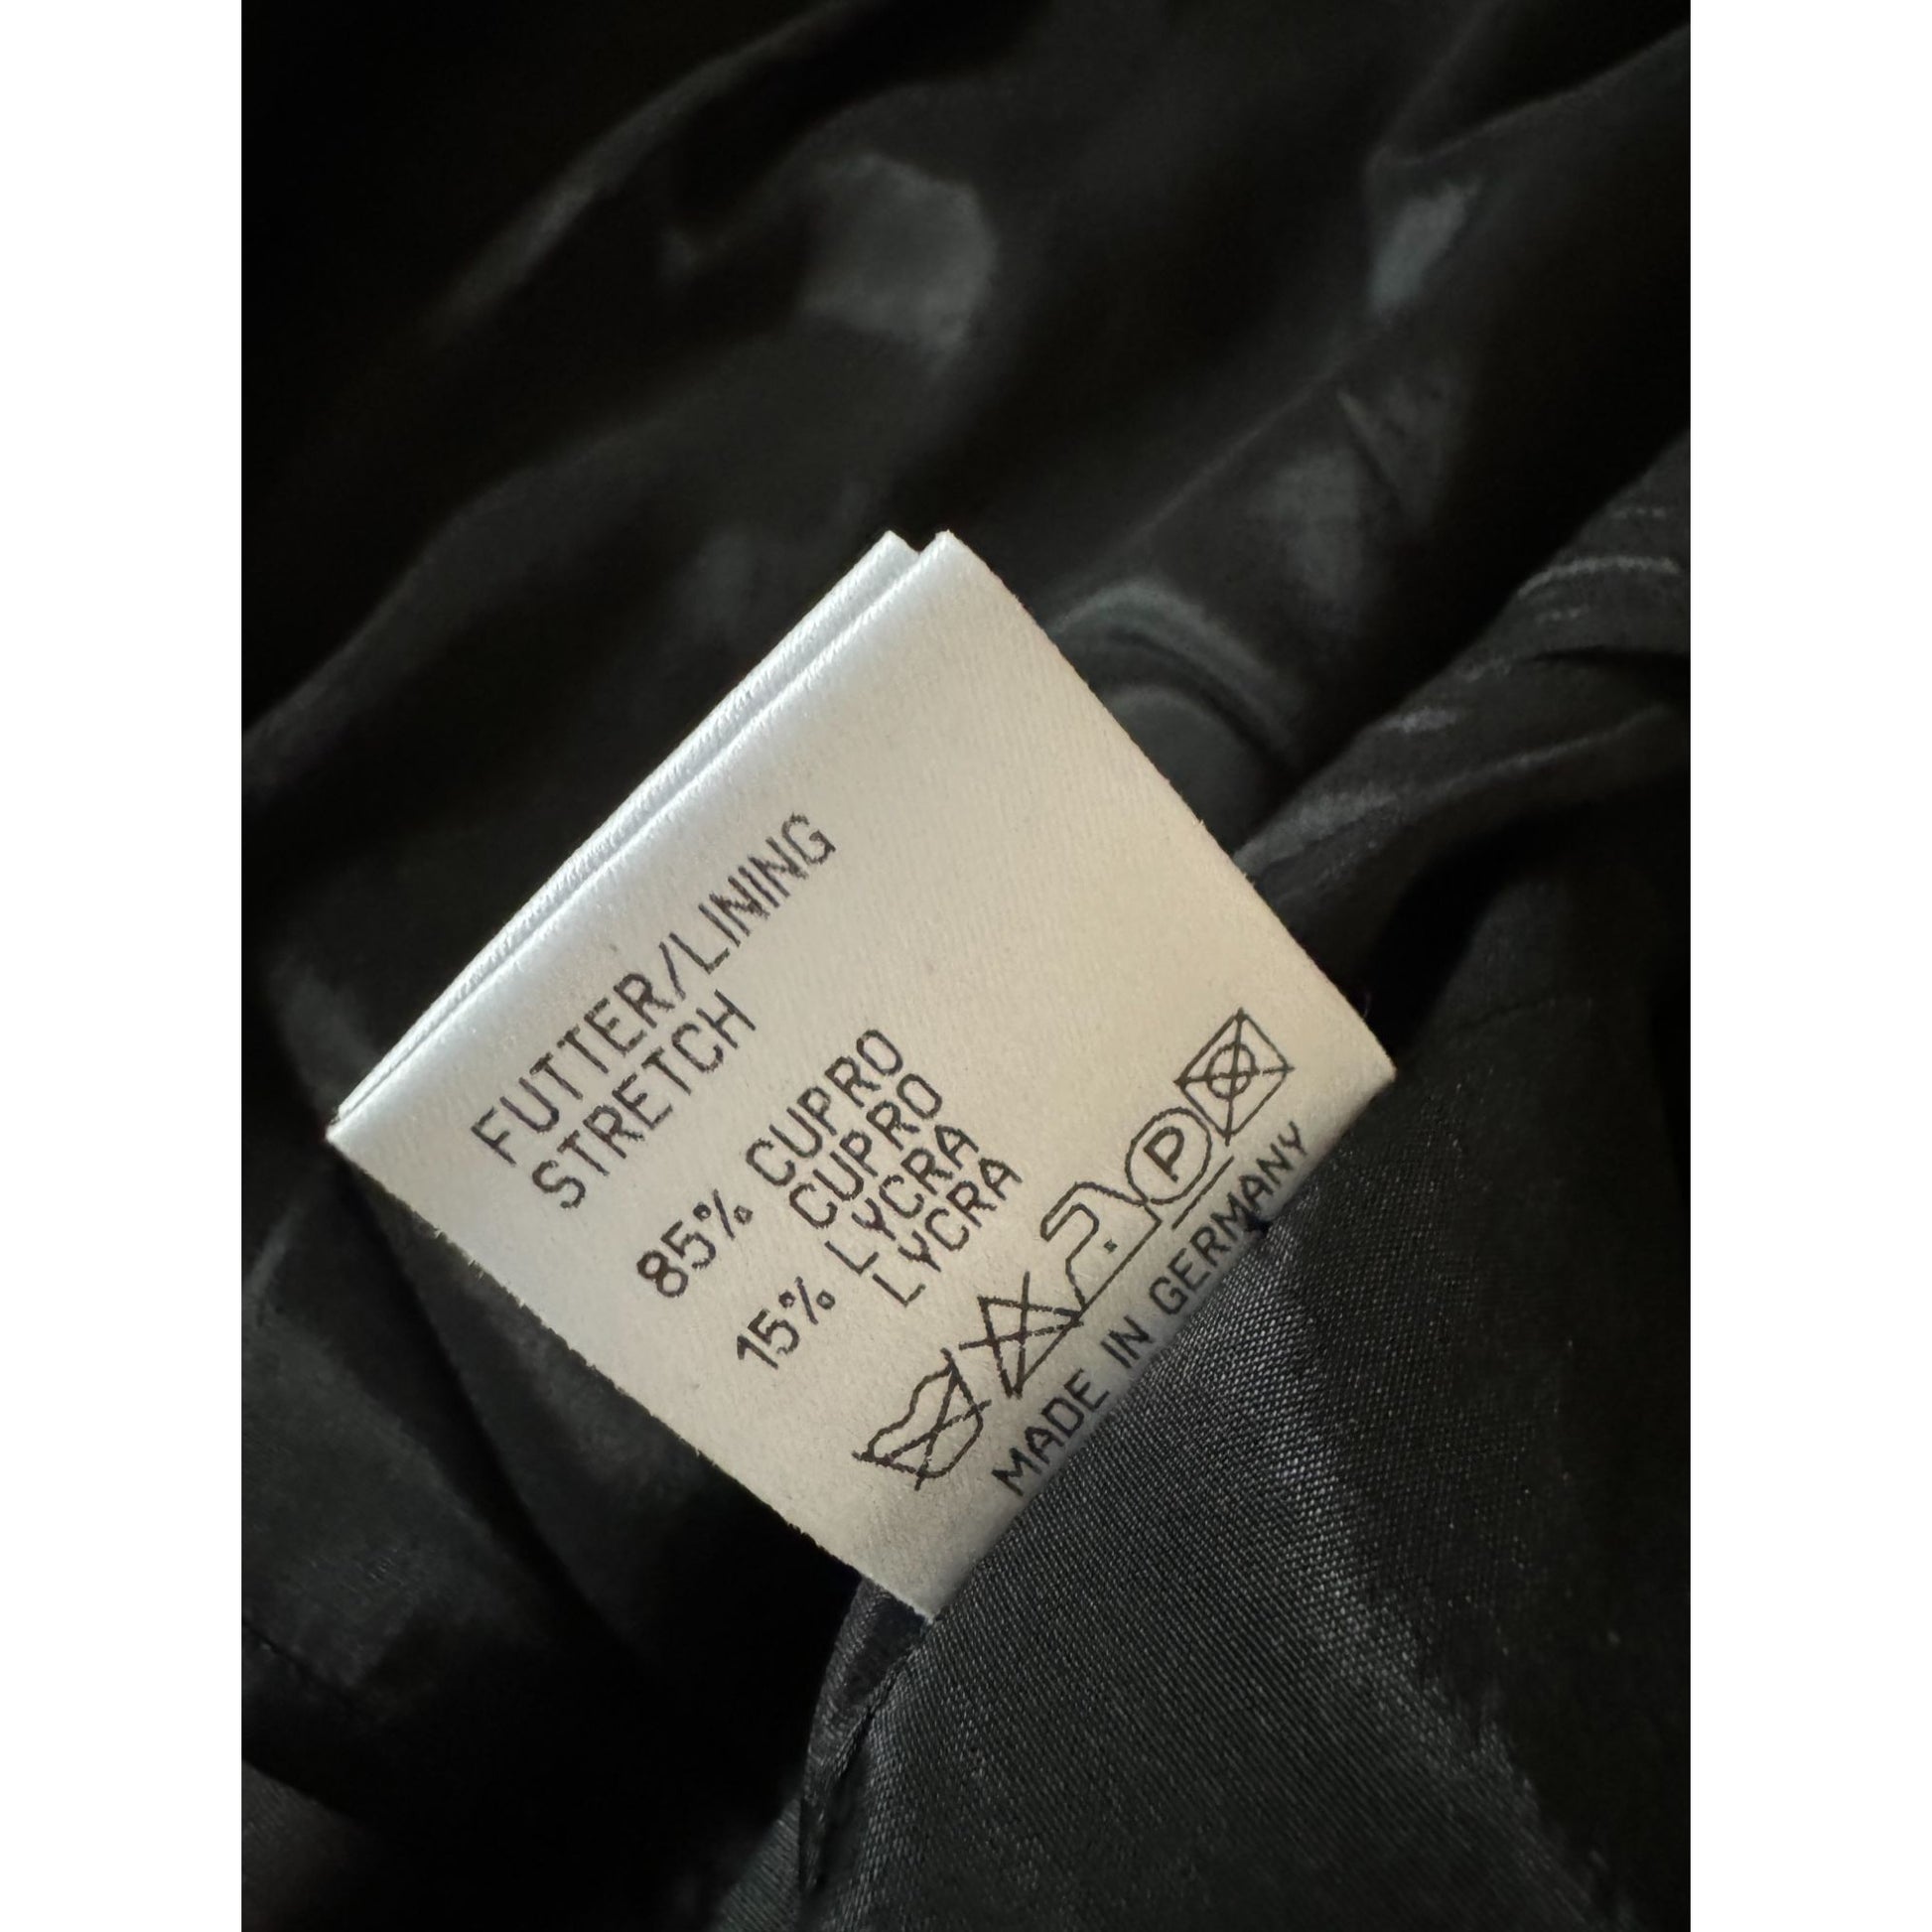 FUTTER/LINING
STRETCH
85% CUPRO
CUPRO
15% LYCRA
LYCRA
P
MADE IN GERMANY